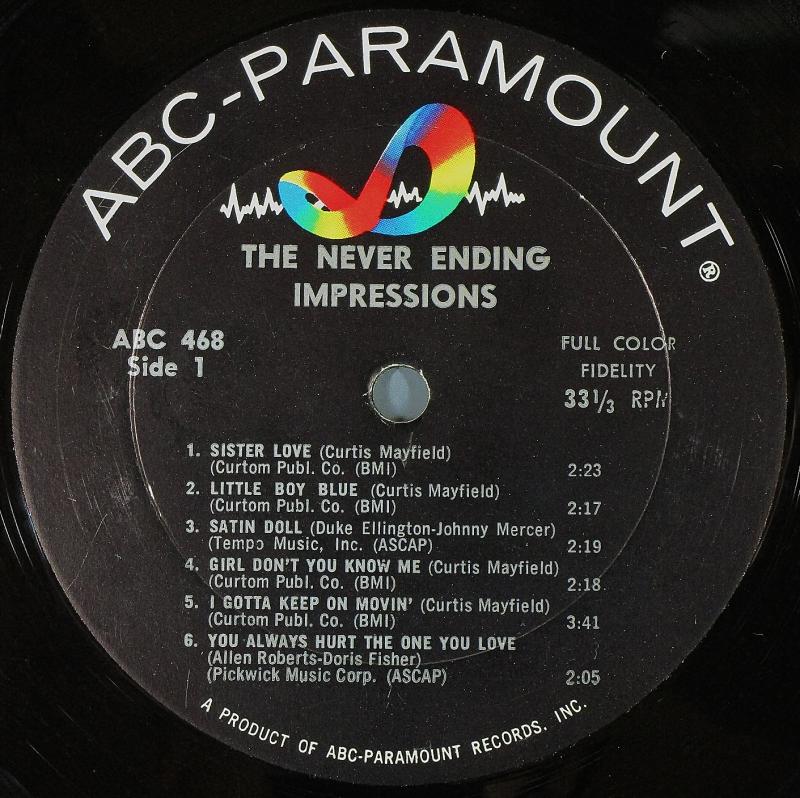 ABC-PARAMOUNT
®
THE NEVER ENDING
IMPRESSIONS
ABC 468
Side 1
FULL COLOR
FIDELITY
33 1/3 RPM
1. SISTER LOVE (Curtis Mayfield)
(Curtom Publ. Co. (BMI) 2:23
2. LITTLE BOY BLUE (Curtis Mayfield)
(Curtom Publ. Co. (BMI) 2:17
3. SATIN DOLL (Duke Ellington-Johnny Mercer)
(Tempo Music, Inc. (ASCAP) 2:19
4. GIRL DON'T YOU KNOW ME (Curtis Mayfield)
(Curtom Publ. Co. (BMI) 2:18
5. I GOTTA KEEP ON MOVIN' (Curtis Mayfield)
(Curtom Publ. Co. (BMI) 3:41
6. YOU ALWAYS HURT THE ONE YOU LOVE
(Allen Roberts-Doris Fisher)
(Pickwick Music Corp. (ASCAP) 2:05
A PRODUCT OF ABC-PARAMOUNT RECORDS, INC.